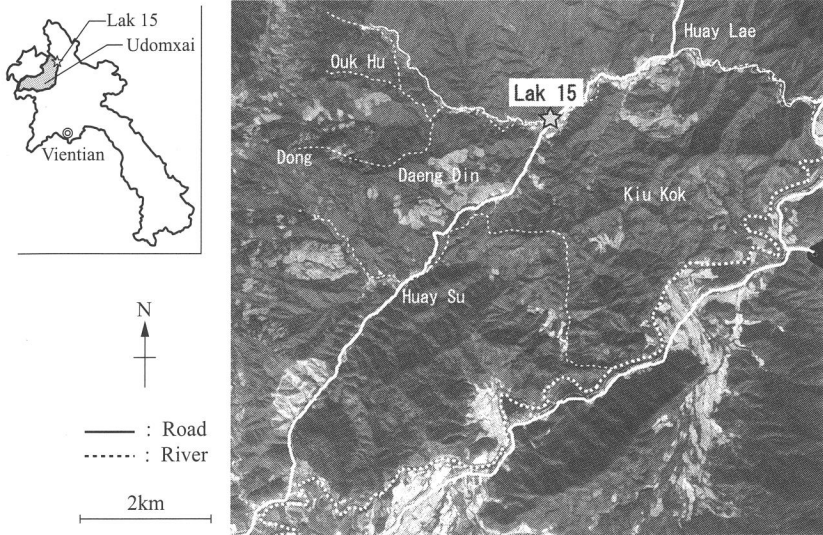 Lak 15
Udomxai
Vientian
N
: Road
: River
2km
Huay Lae
Ouk Hu
Lak 15
Dong
Daeng Din
Kiu Kok
Huay Su